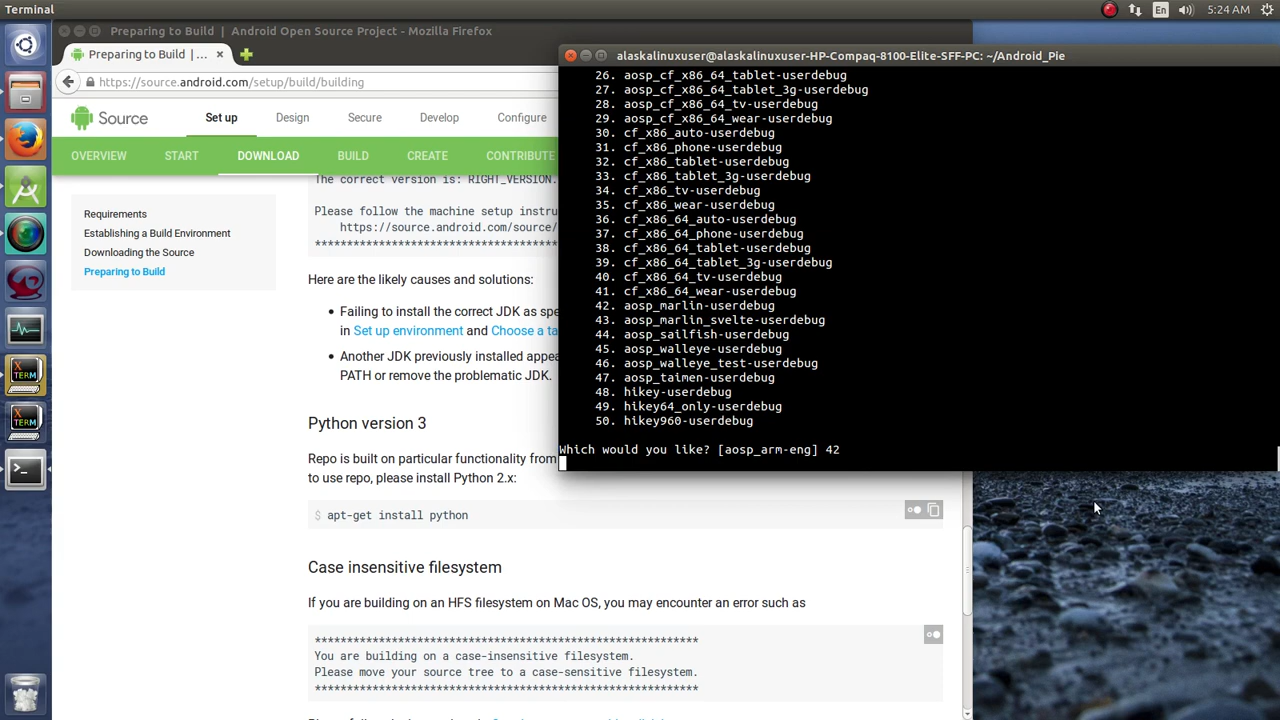 Terminal
En
5:24 AM
Preparing to Build | Android Open Source Project - Mozilla Firefox
Preparing to Build | ...
https://source.android.com/setup/build/building
Source
Set up
Design
Secure
Develop
Configure
OVERVIEW
START
DOWNLOAD
BUILD
CREATE
CONTRIBUTE
Requirements
Establishing a Build Environment
Downloading the Source
Preparing to Build
The correct version is: RIGHT_VERSION.
Please follow the machine setup instru
https://source.android.com/source/
Here are the likely causes and solutions:
• Failing to install the correct JDK as spe
in Set up environment and Choose a ta
• Another JDK previously installed appea
PATH or remove the problematic JDK.
Python version 3
Repo is built on particular functionality from
to use repo, please install Python 2.x:
$ apt-get install python
Case insensitive filesystem
If you are building on an HFS filesystem on Mac OS, you may encounter an error such as
************************************************************
You are building on a case-insensitive filesystem.
Please move your source tree to a case-sensitive filesystem.
************************************************************
alaskalinuxuser@alaskalinuxuser-HP-Compaq-8100-Elite-SFF-PC: ~/Android_Pie
26. aosp_cf_x86_64_tablet-userdebug
27. aosp_cf_x86_64_tablet_3g-userdebug
28. aosp_cf_x86_64_tv-userdebug
29. aosp_cf_x86_64_wear-userdebug
30. cf_x86_auto-userdebug
31. cf_x86_phone-userdebug
32. cf_x86_tablet-userdebug
33. cf_x86_tablet_3g-userdebug
34. cf_x86_tv-userdebug
35. cf_x86_wear-userdebug
36. cf_x86_64_auto-userdebug
37. cf_x86_64_phone-userdebug
38. cf_x86_64_tablet-userdebug
39. cf_x86_64_tablet_3g-userdebug
40. cf_x86_64_tv-userdebug
41. cf_x86_64_wear-userdebug
42. aosp_marlin-userdebug
43. aosp_marlin_svelte-userdebug
44. aosp_sailfish-userdebug
45. aosp_walleye-userdebug
46. aosp_walleye_test-userdebug
47. aosp_taimen-userdebug
48. hikey-userdebug
49. hikey64_only-userdebug
50. hikey960-userdebug
Which would you like? [aosp_arm-eng] 42
X
TERM
X
TERM